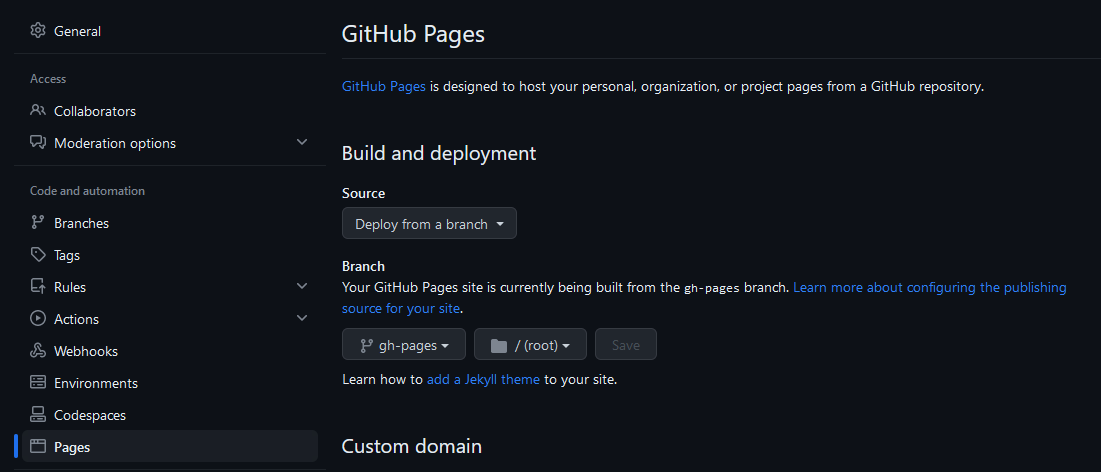 General
Access
Collaborators
Moderation options
Code and automation
Branches
Tags
Rules
Actions
Webhooks
Environments
Codespaces
Pages
GitHub Pages
GitHub Pages is designed to host your personal, organization, or project pages from a GitHub repository.
Build and deployment
Source
Deploy from a branch
Branch
Your GitHub Pages site is currently being built from the gh-pages branch. Learn more about configuring the publishing
source for your site.
gh-pages / (root) Save
Learn how to add a Jekyll theme to your site.
Custom domain